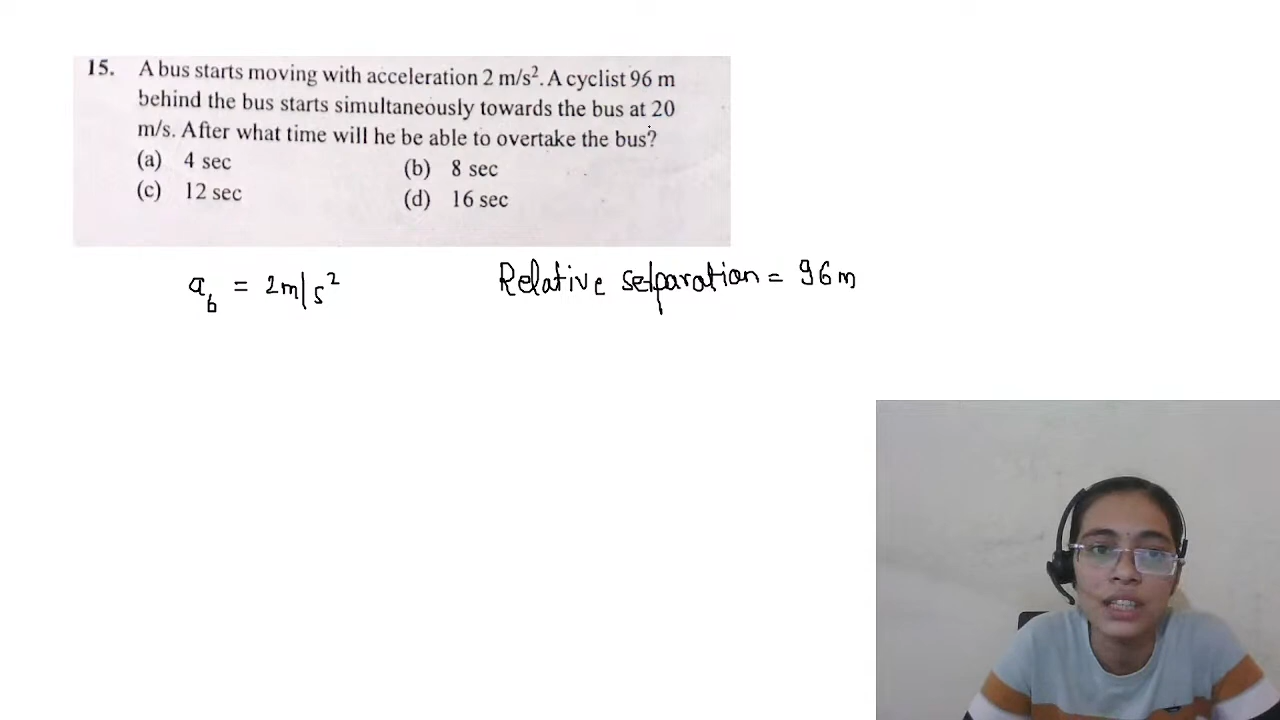 15. A bus starts moving with acceleration 2 m/s². A cyclist 96 m
behind the bus starts simultaneously towards the bus at 20
m/s. After what time will he be able to overtake the bus?
(a) 4 sec (b) 8 sec
(c) 12 sec (d) 16 sec
a_b = 2m/s² Relative selparation = 96m